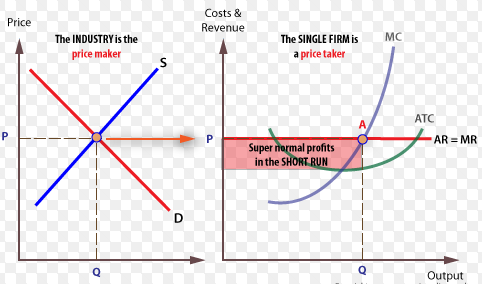 Price
The INDUSTRY is the
price maker
S
P
D
Q
Costs &
Revenue
The SINGLE FIRM is
a price taker
MC
A
ATC
P
AR = MR
Super normal profits
in the SHORT RUN
Q
Output